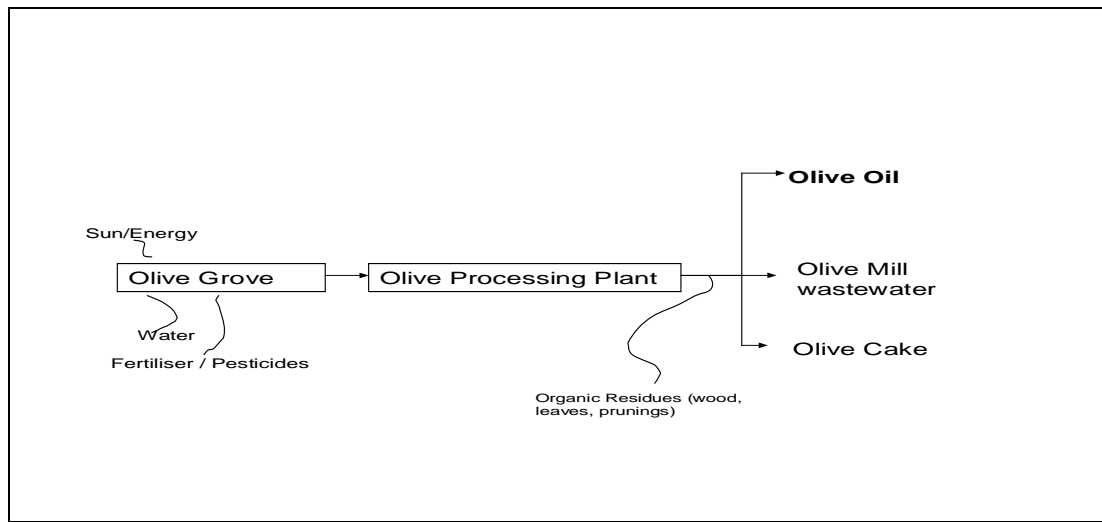 Olive Oil
Sun/Energy
Olive Grove
Olive Processing Plant
Olive Mill
wastewater
Water
Fertiliser / Pesticides
Olive Cake
Organic Residues (wood,
leaves, prunings)